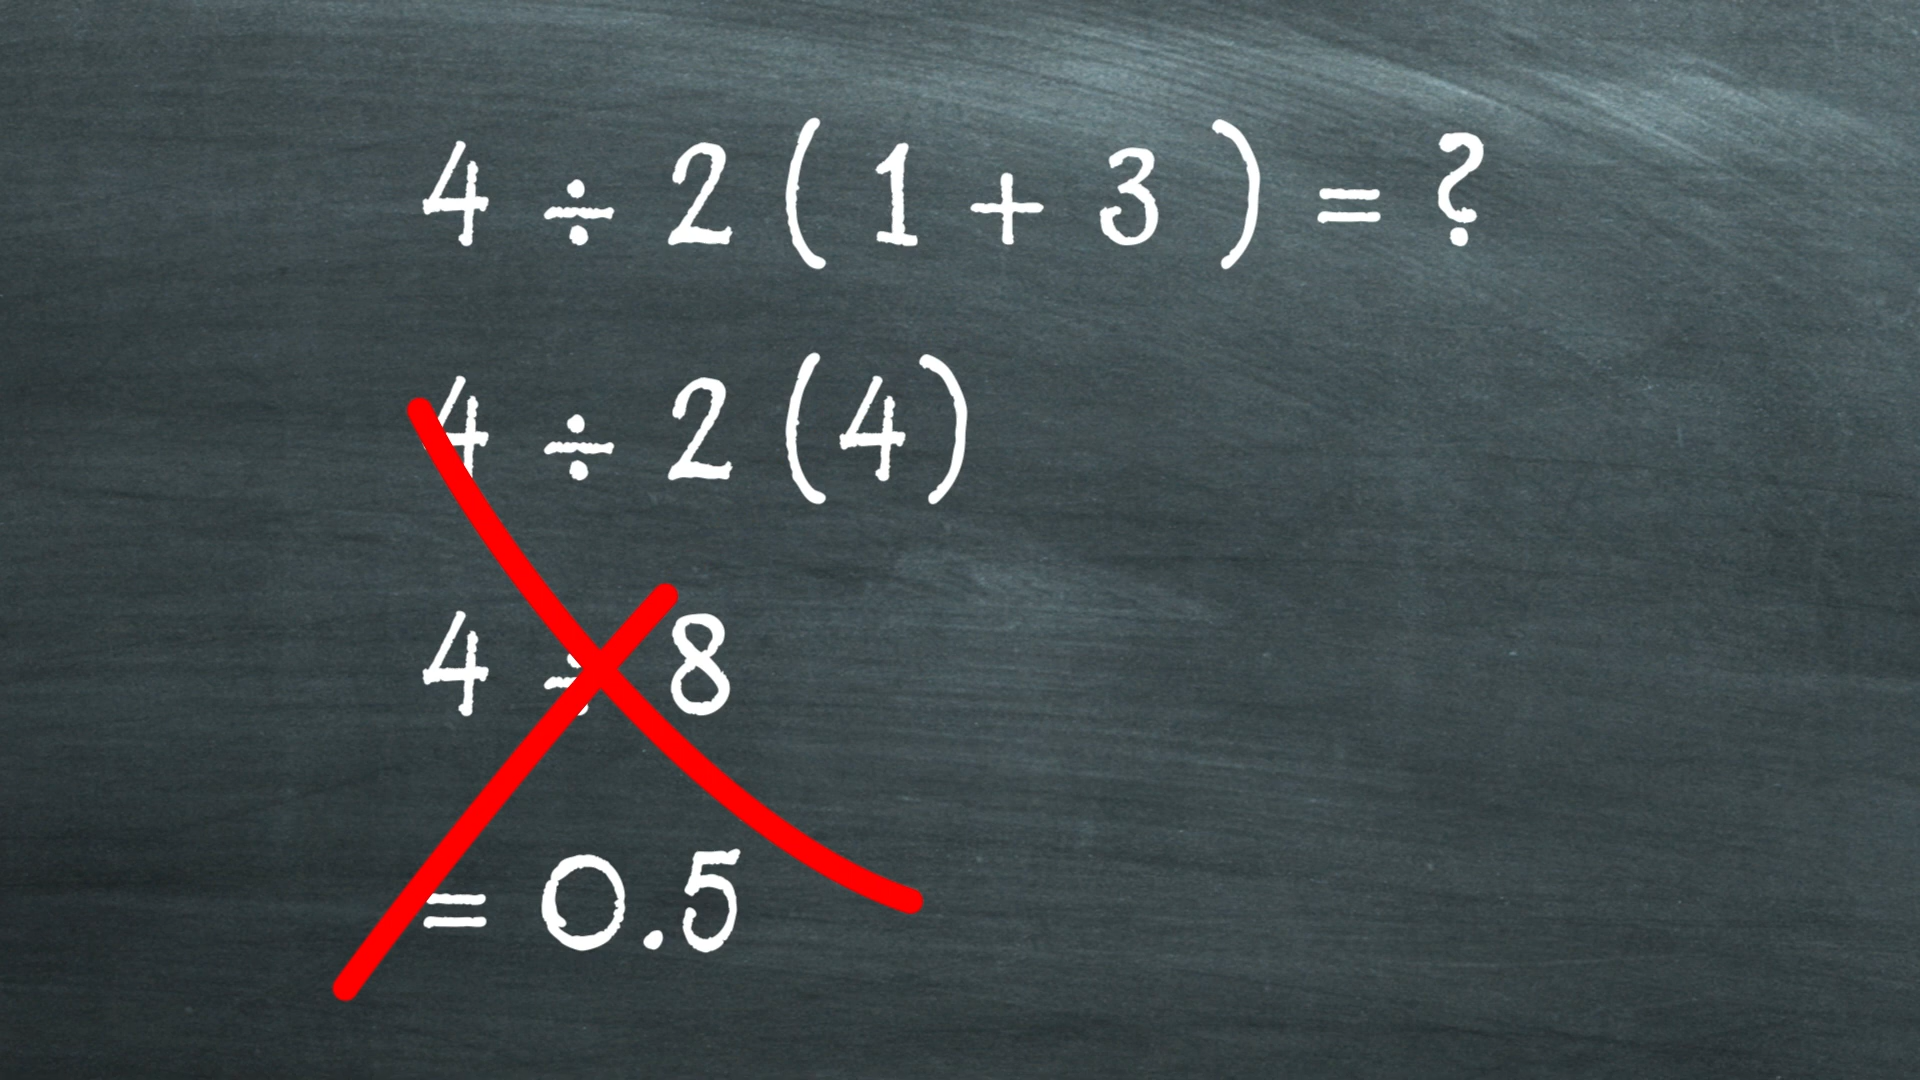 4 ÷ 2 ( 1 + 3 ) = ?
4 ÷ 2 ( 4 )
4 ÷ 8
= 0.5